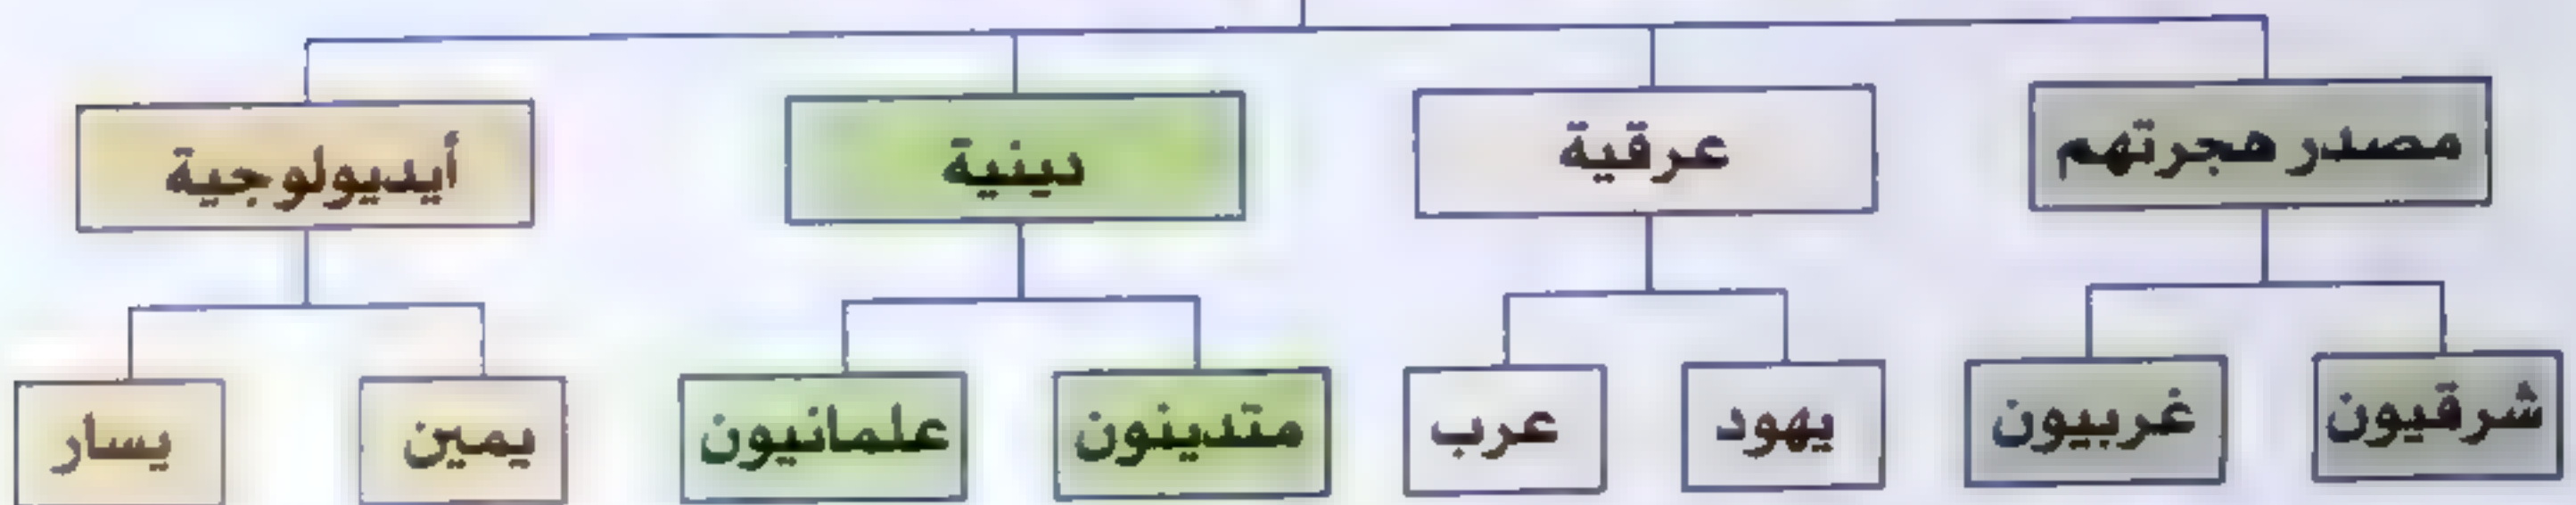 مصدر هجرتهم
عرقية
دينية
أيديولوجية
شرقيون
غربيون
يهود
عرب
متدينون
علمانيون
يمين
يسار